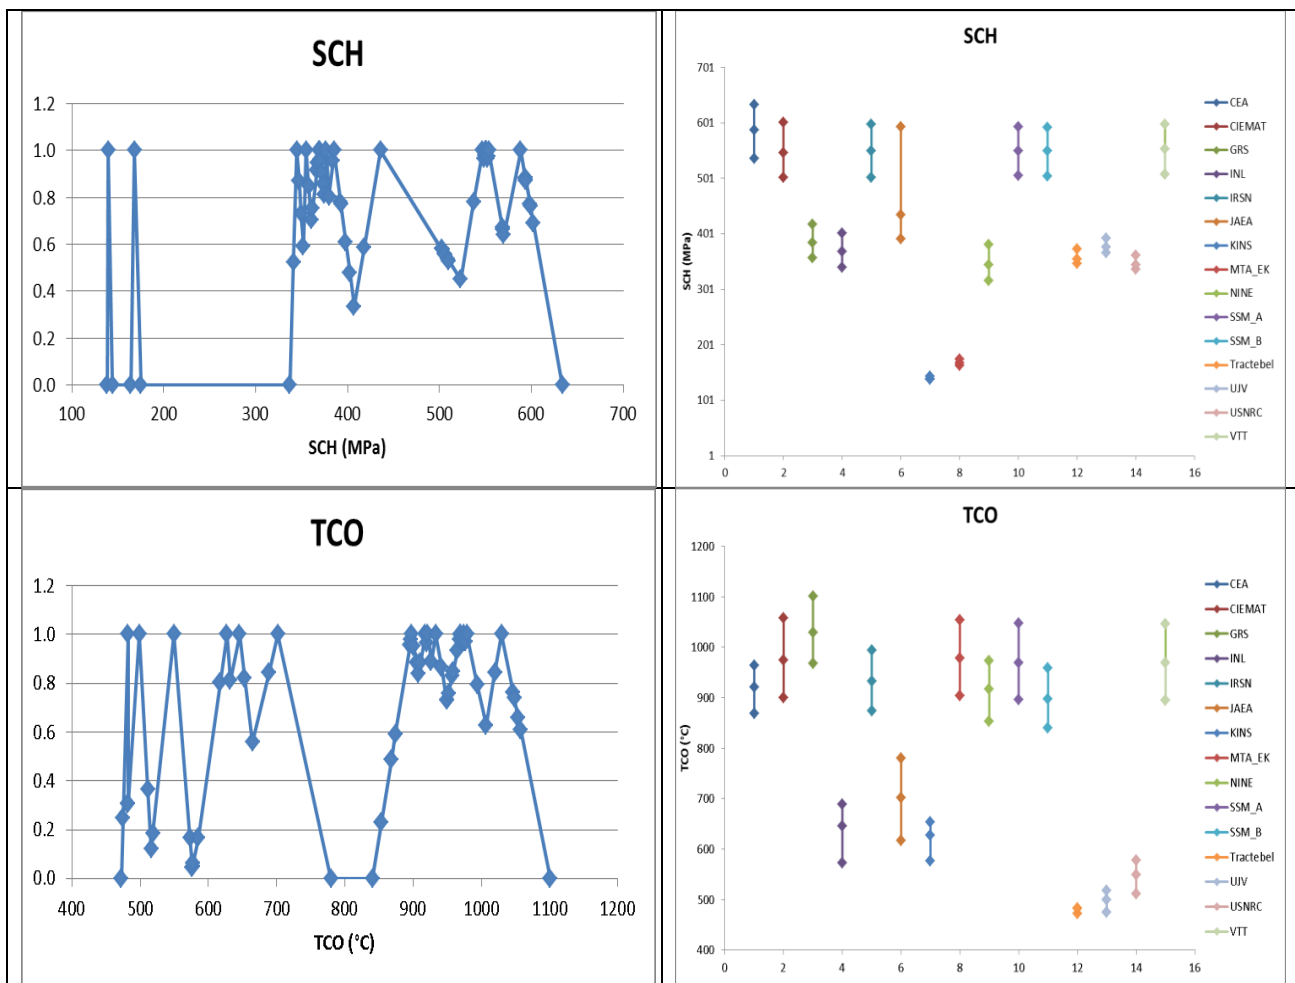 SCH
1.2
1.0
0.8
0.6
0.4
0.2
0.0
100 200 300 400 500 600 700
SCH (MPa)
SCH
701
601
501
401
301
201
101
1
SCH (MPa)
0 2 4 6 8 10 12 14 16
CEA
CIEMAT
GRS
INL
IRSN
JAEA
KINS
MTA_EK
NINE
SSM_A
SSM_B
Tractebel
UJV
USNRC
VTT
TCO
1.2
1.0
0.8
0.6
0.4
0.2
0.0
400 500 600 700 800 900 1000 1100 1200
TCO (°C)
TCO
1200
1100
1000
900
800
700
600
500
400
TCO (°C)
0 2 4 6 8 10 12 14 16
CEA
CIEMAT
GRS
INL
IRSN
JAEA
KINS
MTA_EK
NINE
SSM_A
SSM_B
Tractebel
UJV
USNRC
VTT